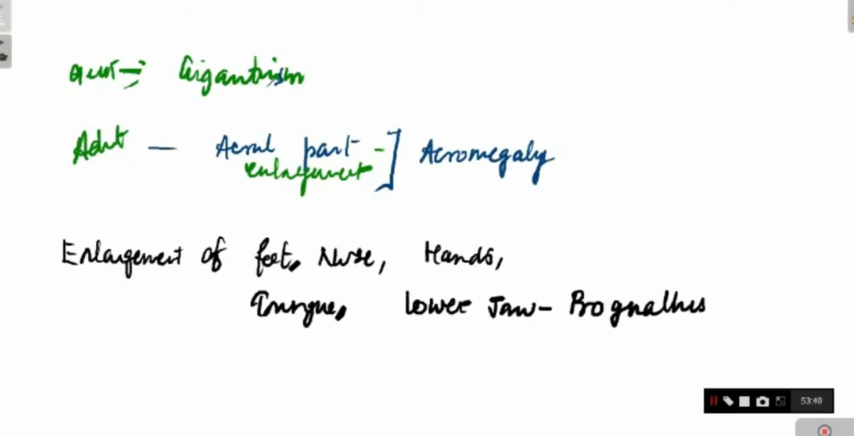 Gigantism
Adult — Acral part
enlargement ] Acromegaly
Enlargement of feet, Nose, Hands,
Tongue, Lower Jaw - Prognathus
53:40